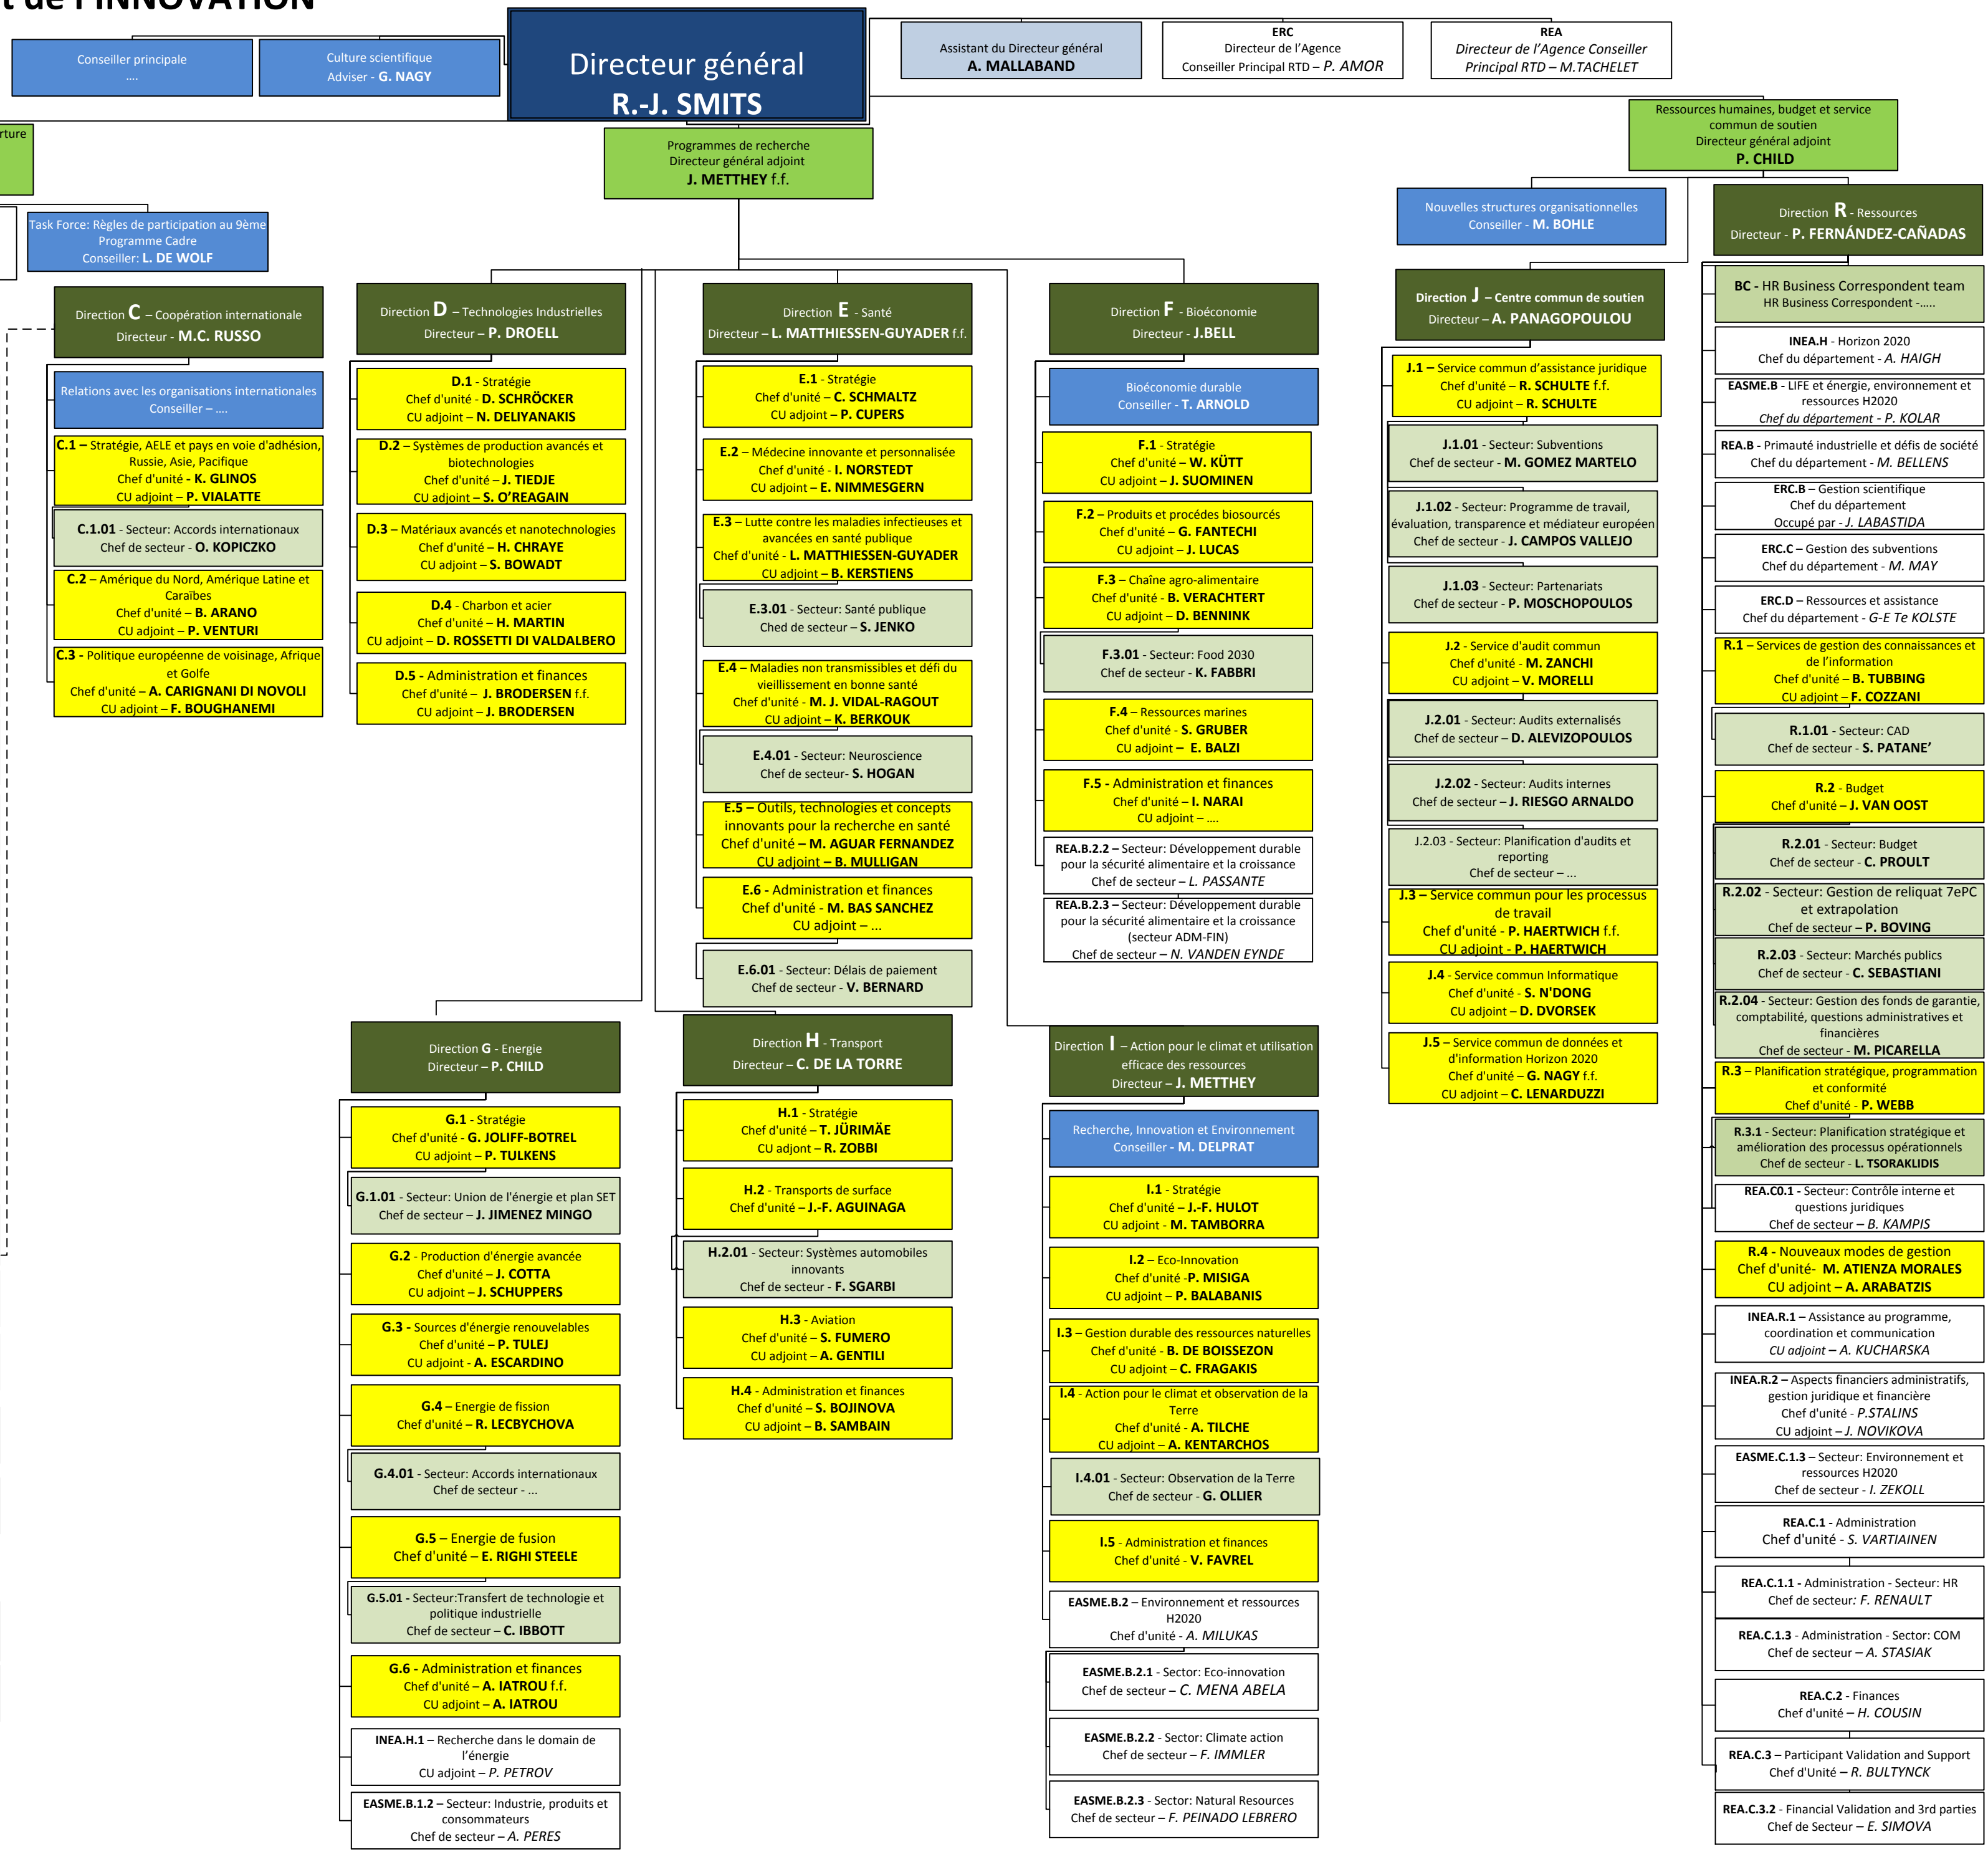 t de l'INNOVATION
Conseiller principale
....
Culture scientifique
Adviser - G. NAGY
Directeur général
R.-J. SMITS
Assistant du Directeur général
A. MALLABAND
ERC
Directeur de l'Agence
Conseiller Principal RTD – P. AMOR
REA
Directeur de l'Agence Conseiller
Principal RTD – M.TACHELET
rture
Programmes de recherche
Directeur général adjoint
J. METTHEY f.f.
Ressources humaines, budget et service
commun de soutien
Directeur général adjoint
P. CHILD
Task Force: Règles de participation au 9ème
Programme Cadre
Conseiller: L. DE WOLF
Nouvelles structures organisationnelles
Conseiller - M. BOHLE
Direction R - Ressources
Directeur - P. FERNÁNDEZ-CAÑADAS
Direction C – Coopération internationale
Directeur - M.C. RUSSO
Relations avec les organisations internationales
Conseiller – ....
C.1 – Stratégie, AELE et pays en voie d'adhésion,
Russie, Asie, Pacifique
Chef d'unité - K. GLINOS
CU adjoint – P. VIALATTE
C.1.01 - Secteur: Accords internationaux
Chef de secteur - O. KOPICZKO
C.2 – Amérique du Nord, Amérique Latine et
Caraïbes
Chef d'unité – B. ARANO
CU adjoint – P. VENTURI
C.3 - Politique européenne de voisinage, Afrique
et Golfe
Chef d'unité – A. CARIGNANI DI NOVOLI
CU adjoint – F. BOUGHANEMI
Direction D – Technologies Industrielles
Directeur – P. DROELL
D.1 - Stratégie
Chef d'unité - D. SCHRÖCKER
CU adjoint – N. DELIYANAKIS
D.2 – Systèmes de production avancés et
biotechnologies
Chef d'unité - J. TIEDJE
CU adjoint – S. O'REAGAIN
D.3 – Matériaux avancés et nanotechnologies
Chef d'unité – H. CHRAYE
CU adjoint – S. BOWADT
D.4 - Charbon et acier
Chef d'unité – H. MARTIN
CU adjoint – D. ROSSETTI DI VALDALBERO
D.5 - Administration et finances
Chef d'unité – J. BRODERSEN f.f.
CU adjoint – J. BRODERSEN
Direction E - Santé
Directeur – L. MATTHIESSEN-GUYADER f.f.
E.1 - Stratégie
Chef d'unité – C. SCHMALTZ
CU adjoint – P. CUPERS
E.2 – Médecine innovante et personnalisée
Chef d'unité - I. NORSTEDT
CU adjoint – E. NIMMESGERN
E.3 – Lutte contre les maladies infectieuses et
avancées en santé publique
Chef d'unité - L. MATTHIESSEN-GUYADER
CU adjoint – B. KERSTIENS
E.3.01 - Secteur: Santé publique
Ched de secteur – S. JENKO
E.4 – Maladies non transmissibles et défi du
vieillissement en bonne santé
Chef d'unité - M. J. VIDAL-RAGOUT
CU adjoint – K. BERKOUK
E.4.01 - Secteur: Neuroscience
Chef de secteur- S. HOGAN
E.5 – Outils, technologies et concepts
innovants pour la recherche en santé
Chef d'unité – M. AGUAR FERNANDEZ
CU adjoint – B. MULLIGAN
E.6 - Administration et finances
Chef d'unité - M. BAS SANCHEZ
CU adjoint – ...
E.6.01 - Secteur: Délais de paiement
Chef de secteur - V. BERNARD
Direction F - Bioéconomie
Directeur - J.BELL
Bioéconomie durable
Conseiller - T. ARNOLD
F.1 - Stratégie
Chef d'unité – W. KÜTT
CU adjoint – J. SUOMINEN
F.2 – Produits et procédes biosourcés
Chef d'unité – G. FANTECHI
CU adjoint – J. LUCAS
F.3 – Chaîne agro-alimentaire
Chef d'unité - B. VERACHTERT
CU adjoint – D. BENNINK
F.3.01 - Secteur: Food 2030
Chef de secteur - K. FABBRI
F.4 – Ressources marines
Chef d'unité - S. GRUBER
CU adjoint – E. BALZI
F.5 - Administration et finances
Chef d'unité – I. NARAI
CU adjoint – ....
REA.B.2.2 – Secteur: Développement durable
pour la sécurité alimentaire et la croissance
Chef de secteur – L. PASSANTE
REA.B.2.3 – Secteur: Développement durable
pour la sécurité alimentaire et la croissance
(secteur ADM-FIN)
Chef de secteur – N. VANDEN EYNDE
Direction J – Centre commun de soutien
Directeur – A. PANAGOPOULOU
J.1 – Service commun d'assistance juridique
Chef d'unité – R. SCHULTE f.f.
CU adjoint – R. SCHULTE
J.1.01 - Secteur: Subventions
Chef de secteur - M. GOMEZ MARTELO
J.1.02 - Secteur: Programme de travail,
évaluation, transparence et médiateur européen
Chef de secteur - J. CAMPOS VALLEJO
J.1.03 - Secteur: Partenariats
Chef de secteur - P. MOSCHOPOULOS
J.2 - Service d'audit commun
Chef d'unité - M. ZANCHI
CU adjoint – V. MORELLI
J.2.01 - Secteur: Audits externalisés
Chef de secteur – D. ALEVIZOPOULOS
J.2.02 - Secteur: Audits internes
Chef de secteur – J. RIESGO ARNALDO
J.2.03 - Secteur: Planification d'audits et
reporting
Chef de secteur – ...
J.3 – Service commun pour les processus
de travail
Chef d'unité - P. HAERTWICH f.f.
CU adjoint - P. HAERTWICH
J.4 - Service commun Informatique
Chef d'unité - S. N'DONG
CU adjoint – D. DVORSEK
J.5 – Service commun de données et
d'information Horizon 2020
Chef d'unité – G. NAGY f.f.
CU adjoint – C. LENARDUZZI
BC - HR Business Correspondent team
HR Business Correspondent -.....
INEA.H - Horizon 2020
Chef du département - A. HAIGH
EASME.B - LIFE et énergie, environnement et
ressources H2020
Chef du département - P. KOLAR
REA.B - Primauté industrielle et défis de société
Chef du département - M. BELLENS
ERC.B – Gestion scientifique
Chef du département
Occupé par - J. LABASTIDA
ERC.C – Gestion des subventions
Chef du département - M. MAY
ERC.D – Ressources et assistance
Chef du département - G-E Te KOLSTE
R.1 – Services de gestion des connaissances et
de l'information
Chef d'unité – B. TUBBING
CU adjoint – F. COZZANI
R.1.01 - Secteur: CAD
Chef de secteur - S. PATANE'
R.2 - Budget
Chef d'unité – J. VAN OOST
R.2.01 - Secteur: Budget
Chef de secteur - C. PROULT
R.2.02 - Secteur: Gestion de reliquat 7ePC
et extrapolation
Chef de secteur – P. BOVING
R.2.03 - Secteur: Marchés publics
Chef de secteur - C. SEBASTIANI
R.2.04 - Secteur: Gestion des fonds de garantie,
comptabilité, questions administratives et
financières
Chef de secteur - M. PICARELLA
R.3 – Planification stratégique, programmation
et conformité
Chef d'unité - P. WEBB
R.3.1 - Secteur: Planification stratégique et
amélioration des processus opérationnels
Chef de secteur - L. TSORAKLIDIS
REA.C0.1 - Secteur: Contrôle interne et
questions juridiques
Chef de secteur – B. KAMPIS
R.4 - Nouveaux modes de gestion
Chef d'unité- M. ATIENZA MORALES
CU adjoint – A. ARABATZIS
INEA.R.1 – Assistance au programme,
coordination et communication
CU adjoint – A. KUCHARSKA
INEA.R.2 – Aspects financiers administratifs,
gestion juridique et financière
Chef d'unité - P.STALINS
CU adjoint – J. NOVIKOVA
EASME.C.1.3 – Secteur: Environnement et
ressources H2020
Chef de secteur - I. ZEKOLL
REA.C.1 - Administration
Chef d'unité - S. VARTIAINEN
REA.C.1.1 - Administration - Secteur: HR
Chef de secteur: F. RENAULT
REA.C.1.3 - Administration - Sector: COM
Chef de secteur – A. STASIAK
REA.C.2 - Finances
Chef d'unité – H. COUSIN
REA.C.3 – Participant Validation and Support
Chef d'Unité – R. BULTYNCK
REA.C.3.2 - Financial Validation and 3rd parties
Chef de Secteur – E. SIMOVA
Direction G - Energie
Directeur – P. CHILD
G.1 - Stratégie
Chef d'unité - G. JOLIFF-BOTREL
CU adjoint – P. TULKENS
G.1.01 - Secteur: Union de l'énergie et plan SET
Chef de secteur – J. JIMENEZ MINGO
G.2 - Production d'énergie avancée
Chef d'unité – J. COTTA
CU adjoint – J. SCHUPPERS
G.3 - Sources d'énergie renouvelables
Chef d'unité – P. TULEJ
CU adjoint - A. ESCARDINO
G.4 – Energie de fission
Chef d'unité – R. LECBYCHOVA
G.4.01 - Secteur: Accords internationaux
Chef de secteur - ...
G.5 – Energie de fusion
Chef d'unité – E. RIGHI STEELE
G.5.01 - Secteur:Transfert de technologie et
politique industrielle
Chef de secteur – C. IBBOTT
G.6 - Administration et finances
Chef d'unité – A. IATROU f.f.
CU adjoint – A. IATROU
INEA.H.1 – Recherche dans le domain de
l'énergie
CU adjoint – P. PETROV
EASME.B.1.2 – Secteur: Industrie, produits et
consommateurs
Chef de secteur – A. PERES
Direction H - Transport
Directeur – C. DE LA TORRE
H.1 - Stratégie
Chef d'unité – T. JÜRIMÄE
CU adjont – R. ZOBBI
H.2 - Transports de surface
Chef d'unité – J.-F. AGUINAGA
H.2.01 - Secteur: Systèmes automobiles
innovants
Chef de secteur - F. SGARBI
H.3 - Aviation
Chef d'unité – S. FUMERO
CU adjoint – A. GENTILI
H.4 - Administration et finances
Chef d'unité – S. BOJINOVA
CU adjoint – B. SAMBAIN
Direction I – Action pour le climat et utilisation
efficace des ressources
Directeur – J. METTHEY
Recherche, Innovation et Environnement
Conseiller - M. DELPRAT
I.1 - Stratégie
Chef d'unité – J.-F. HULOT
CU adjoint - M. TAMBORRA
I.2 – Eco-Innovation
Chef d'unité -P. MISIGA
CU adjoint – P. BALABANIS
I.3 – Gestion durable des ressources naturelles
Chef d'unité - B. DE BOISSEZON
CU adjoint – C. FRAGAKIS
I.4 - Action pour le climat et observation de la
Terre
Chef d'unité - A. TILCHE
CU adjoint – A. KENTARCHOS
I.4.01 - Secteur: Observation de la Terre
Chef de secteur - G. OLLIER
I.5 - Administration et finances
Chef d'unité - V. FAVREL
EASME.B.2 – Environnement et ressources
H2020
Chef d'unité - A. MILUKAS
EASME.B.2.1 - Sector: Eco-innovation
Chef de secteur – C. MENA ABELA
EASME.B.2.2 - Sector: Climate action
Chef de secteur – F. IMMLER
EASME.B.2.3 - Sector: Natural Resources
Chef de secteur – F. PEINADO LEBRERO